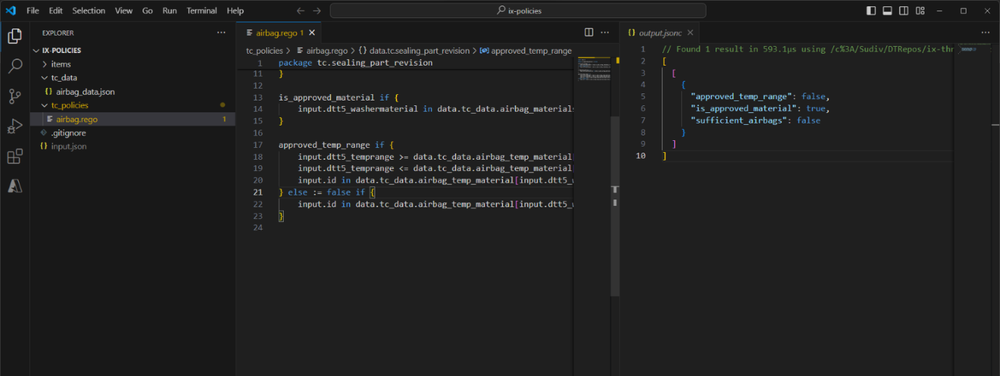 File Edit Selection View Go Run Terminal Help
ix-policies
EXPLORER
IX-POLICIES
items
tc_data
{} airbag_data.json
tc_policies
airbag.rego 1
.gitignore
{} input.json
airbag.rego 1
tc_policies > airbag.rego > {} data.tc.sealing_part_revision > approved_temp_range
1 package tc.sealing_part_revision
11 }
12
13 is_approved_material if {
14 input.dtt5_washermaterial in data.tc_data.airbag_materials
15 }
16
17 approved_temp_range if {
18 input.dtt5_temprange >= data.tc_data.airbag_temp_material[
19 input.dtt5_temprange <= data.tc_data.airbag_temp_material[
20 input.id in data.tc_data.airbag_temp_material[input.dtt5_w
21 } else := false if {
22 input.id in data.tc_data.airbag_temp_material[input.dtt5_w
23 }
24
{} output.jsonc
1 // Found 1 result in 593.1µs using /c%3A/Sudiv/DTRepos/ix-thr
2 [
3 [
4 {
5 "approved_temp_range": false,
6 "is_approved_material": true,
7 "sufficient_airbags": false
8 }
9 ]
10 ]